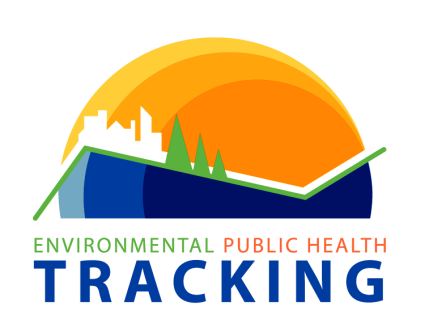 ENVIRONMENTAL PUBLIC HEALTH
TRACKING